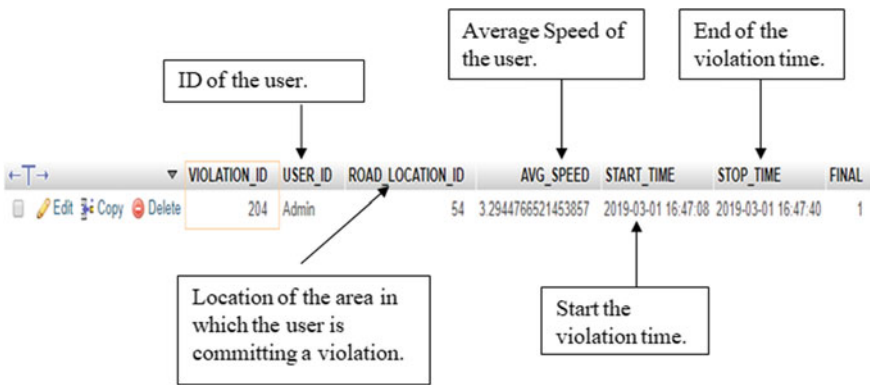 Average Speed of
the user.
End of the
violation time.
ID of the user.
←T→ ▼ VIOLATION_ID USER_ID ROAD_LOCATION_ID AVG_SPEED START_TIME STOP_TIME FINAL
Edit Copy Delete 204 Admin 54 3.2944766521453857 2019-03-01 16:47:08 2019-03-01 16:47:40 1
Location of the area in
which the user is
committing a violation.
Start the
violation time.